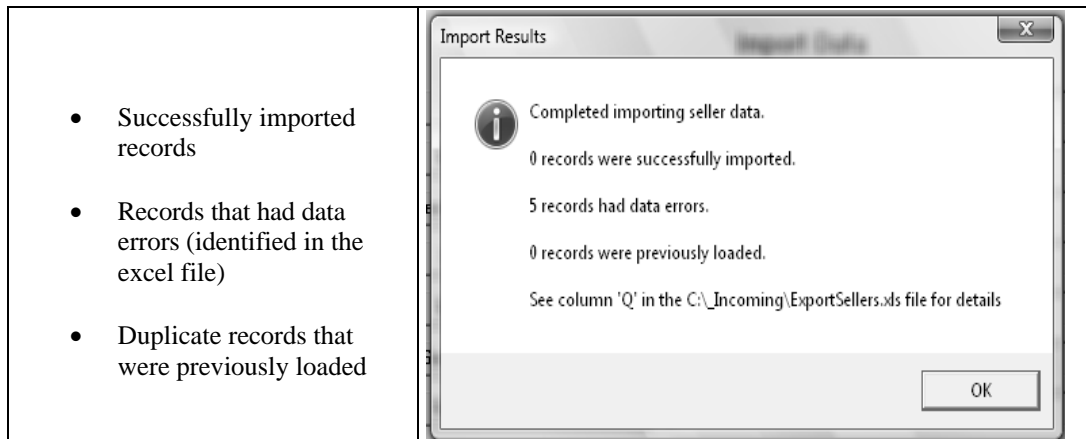 • Successfully imported
records
• Records that had data
errors (identified in the
excel file)
• Duplicate records that
were previously loaded
Import Results
Import Data
Completed importing seller data.
0 records were successfully imported.
5 records had data errors.
0 records were previously loaded.
See column 'Q' in the C:\_Incoming\ExportSellers.xls file for details
OK